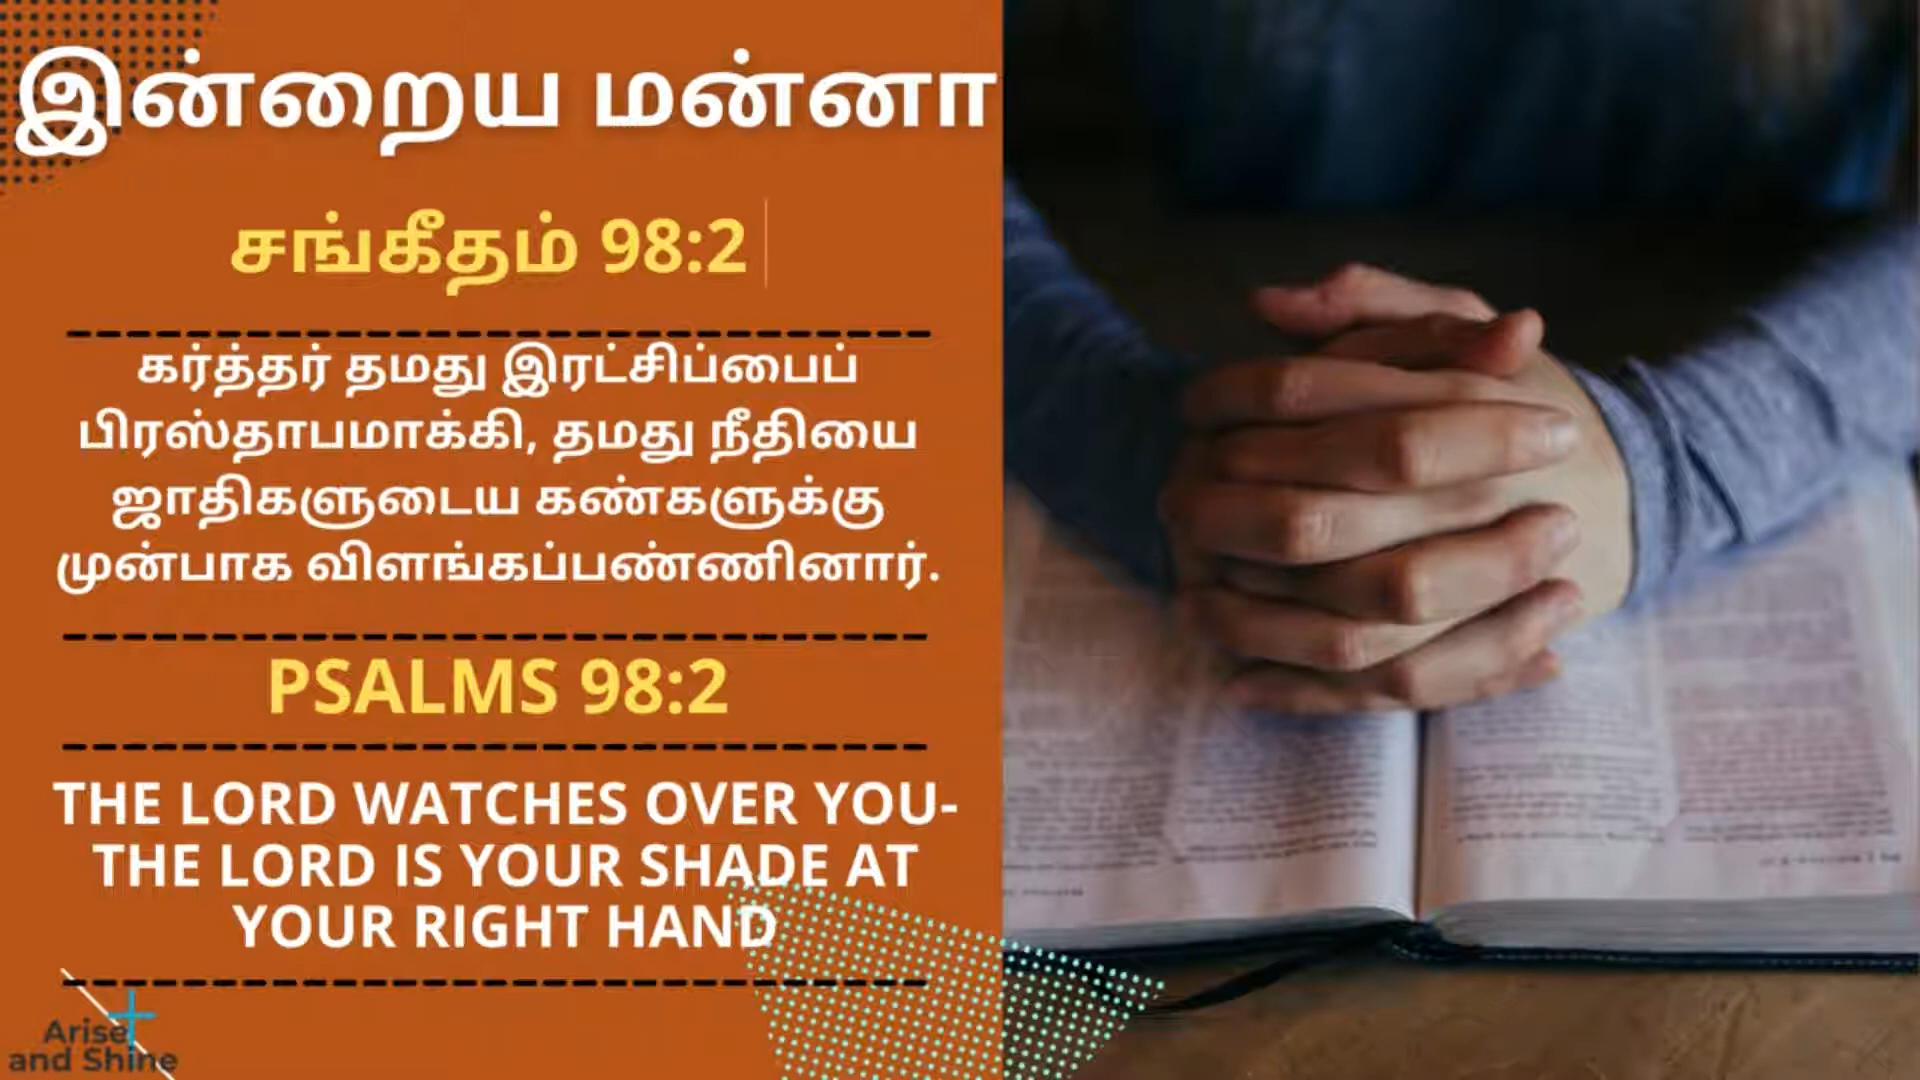 இன்றைய மன்னா
சங்கீதம் 98:2
கர்த்தர் தமது இரட்சிப்பைப்
பிரஸ்தாபமாக்கி, தமது நீதியை
ஜாதிகளுடைய கண்களுக்கு
முன்பாக விளங்கப்பண்ணினார்.
PSALMS 98:2
THE LORD WATCHES OVER YOU-
THE LORD IS YOUR SHADE AT
YOUR RIGHT HAND
Arise
and Shine